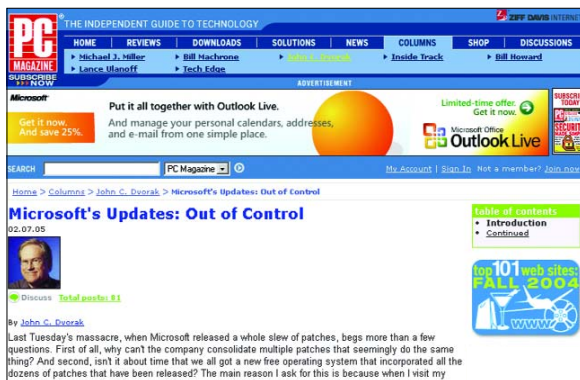 PC
MAGAZINE
SUBSCRIBE
NOW
THE INDEPENDENT GUIDE TO TECHNOLOGY
ZIFF DAVIS INTERNET
HOME | REVIEWS | DOWNLOADS | SOLUTIONS | NEWS | COLUMNS | SHOP | DISCUSSIONS
Michael J. Miller Bill Machrone John C. Dvorak Inside Track Bill Howard
Lance Ulanoff Tech Edge
ADVERTISEMENT
Microsoft
Get it now.
And save 25%.
Put it all together with Outlook Live.
And manage your personal calendars, addresses,
and e-mail from one simple place.
Limited-time offer.
Get it now.
Microsoft Office
Outlook Live
SUBSCRIBE
TODAY
SECURITY
SEARCH PC Magazine My Account | Sign In Not a member? Join now
Home > Columns > John C. Dvorak > Microsoft's Updates: Out of Control
Microsoft's Updates: Out of Control
02.07.05
Discuss Total posts: 81
By John C. Dvorak
Last Tuesday's massacre, when Microsoft released a whole slew of patches, begs more than a few
questions. First of all, why can't the company consolidate multiple patches that seemingly do the same
thing? And second, isn't it about time that we all got a new free operating system that incorporated all the
dozens of patches that have been released? The main reason I ask for this is because when I visit my
table of contents
• Introduction
• Continued
top 101 web sites:
FALL 2004
www